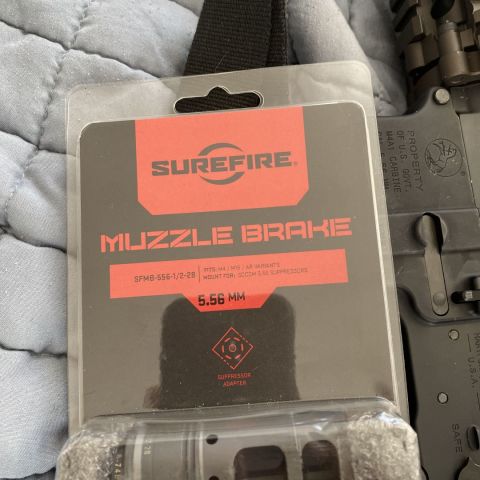 SUREFIRE®
MUZZLE BRAKE
SFMB-556-1/2-28
FITS: M4 / M16 / AR VARIANTS
MOUNT FOR: SOCOM 5.56 SUPPRESSORS
5.56 MM
SUPPRESSOR
ADAPTER
PROPERTY
OF U.S. GOVT.
M4A1 CARBINE
U.S.A.
SAFE